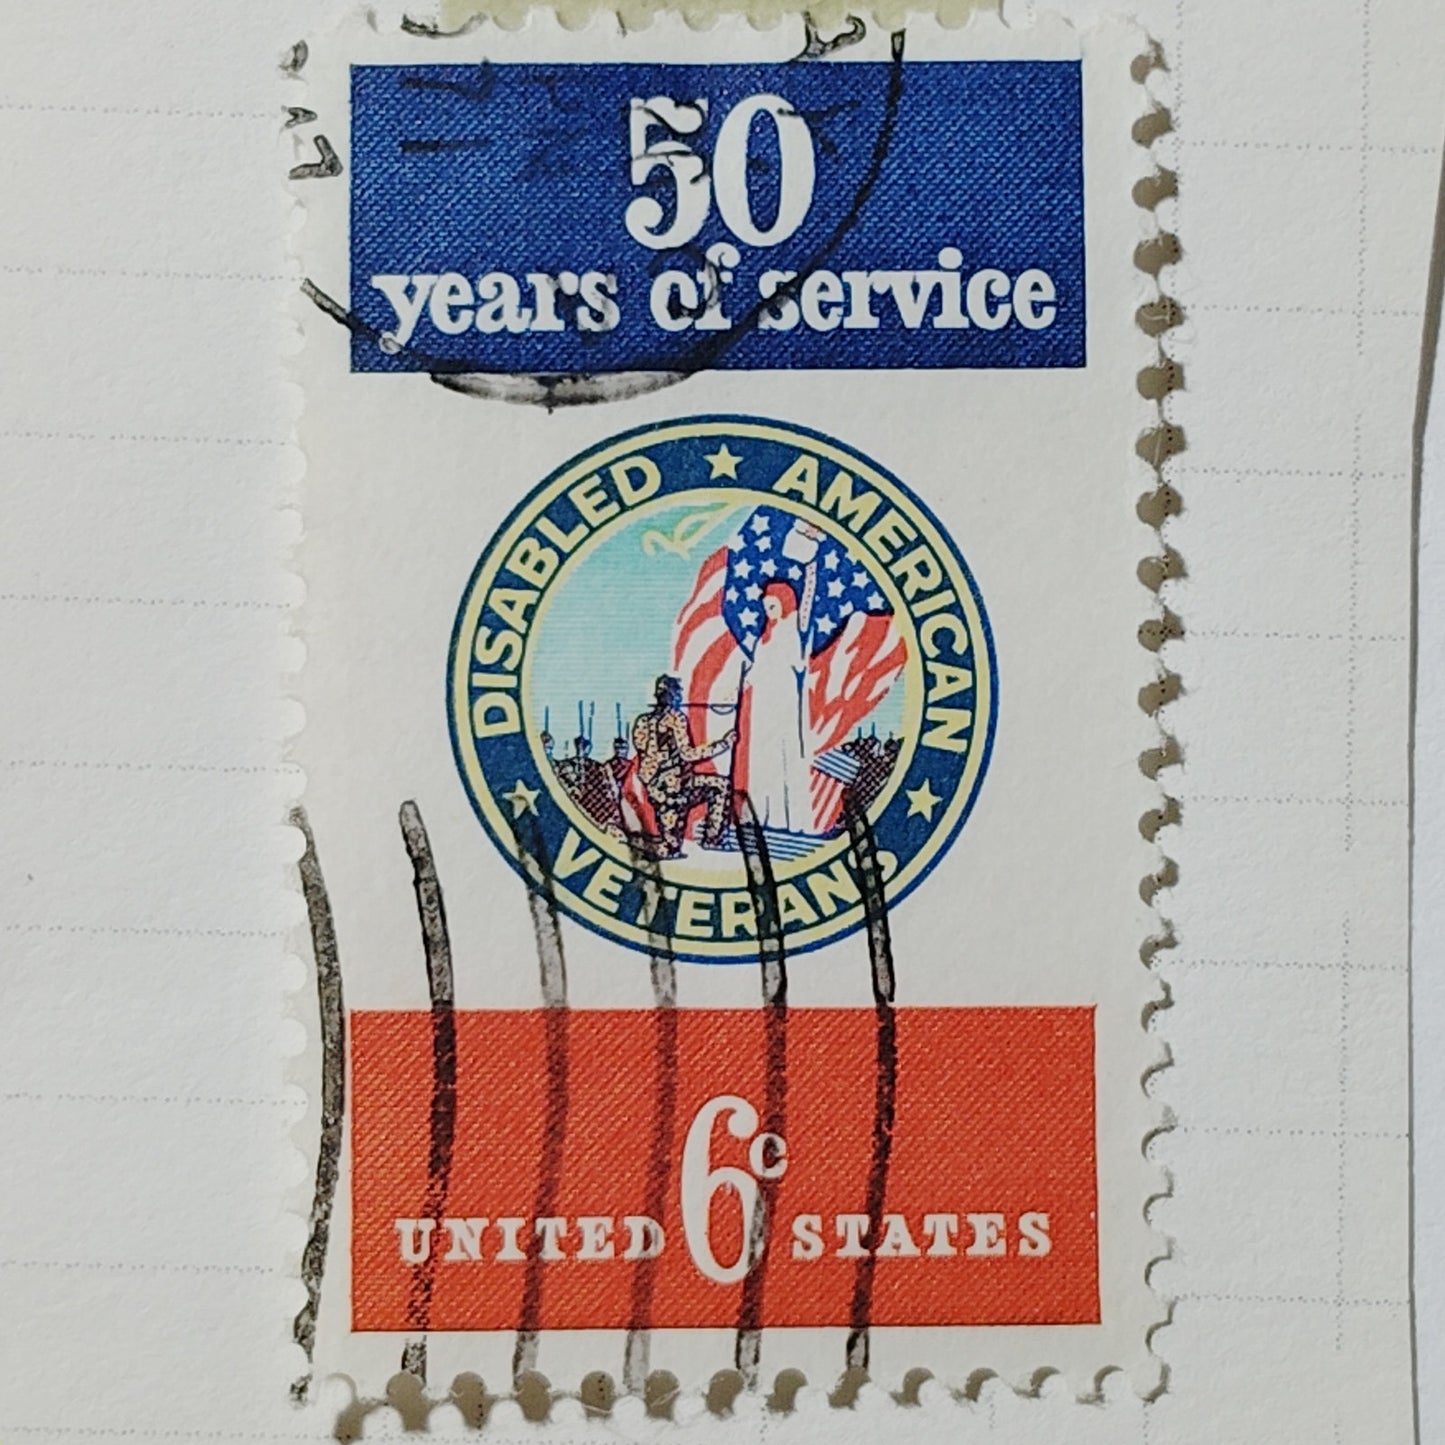 50
years of service
DISABLED ★ AMERICAN ★ VETERANS ★
UNITED 6c STATES